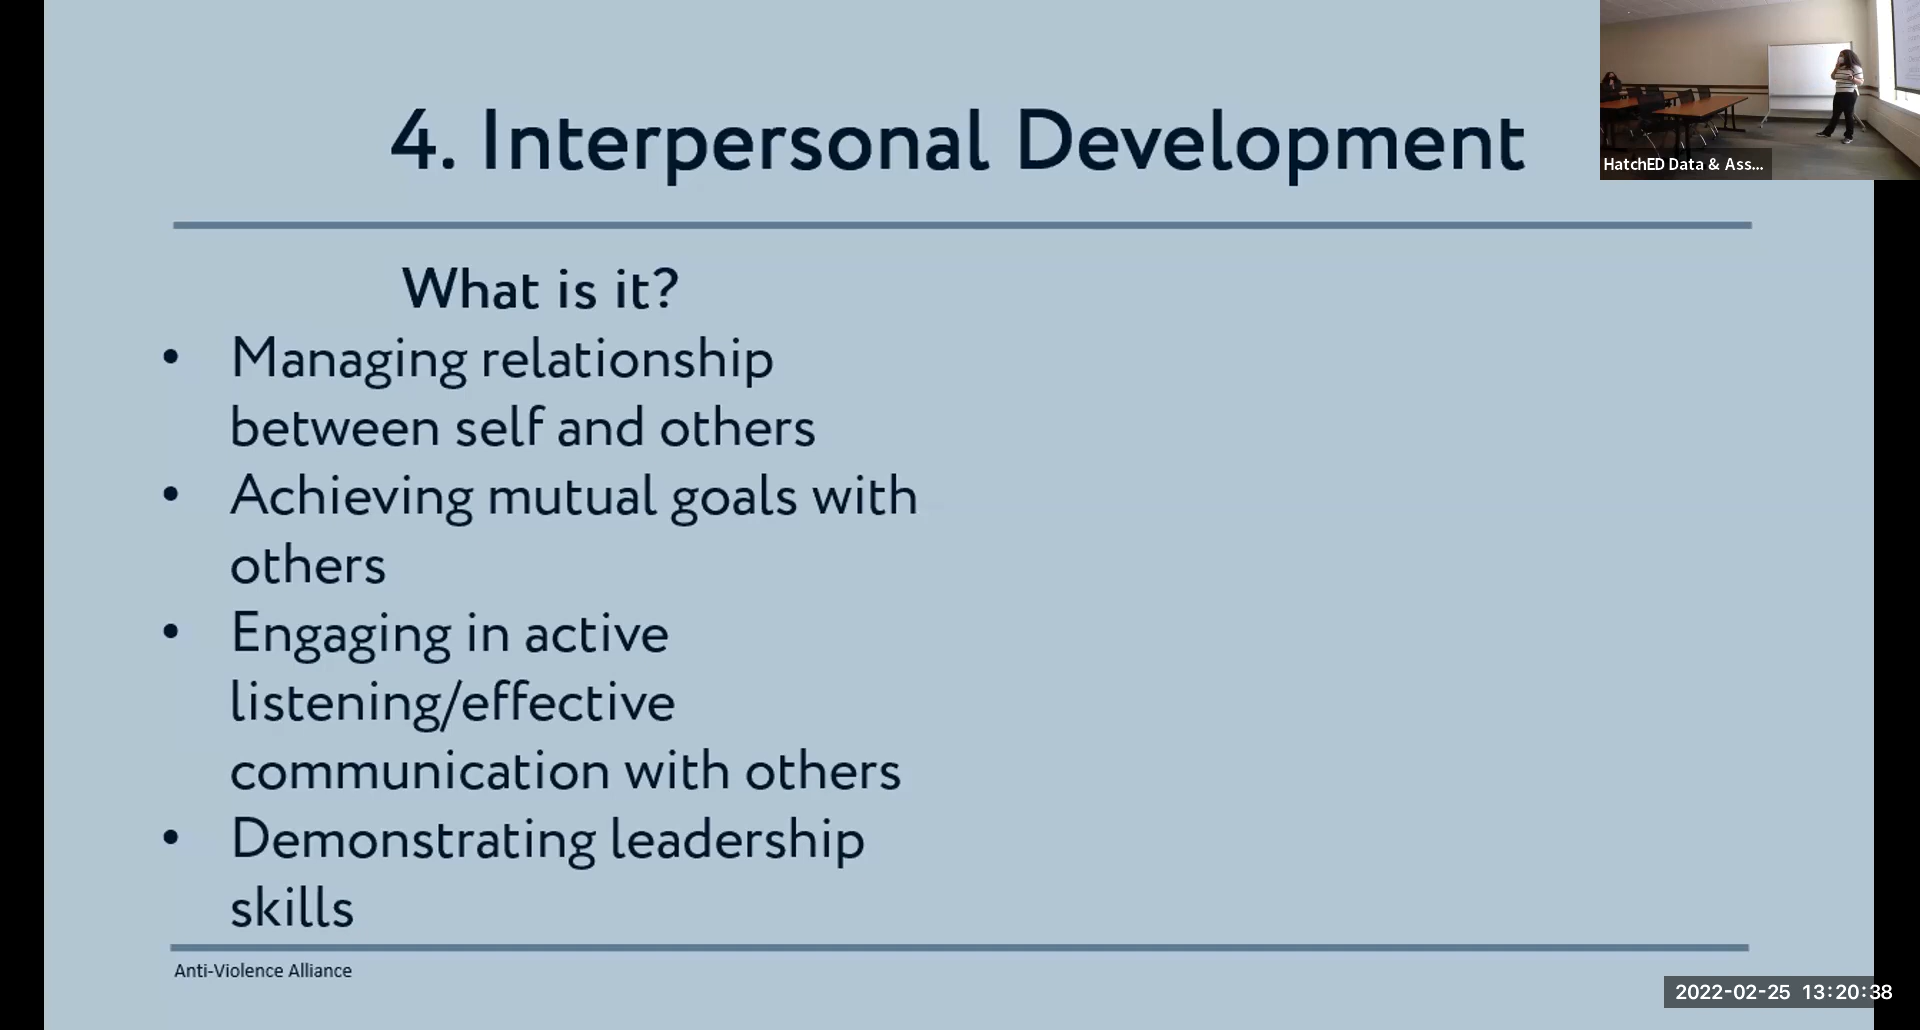 4. Interpersonal Development
HatchED Data & Ass...
What is it?
• Managing relationship
between self and others
• Achieving mutual goals with
others
• Engaging in active
listening/effective
communication with others
• Demonstrating leadership
skills
Anti-Violence Alliance
2022-02-25 13:20:38